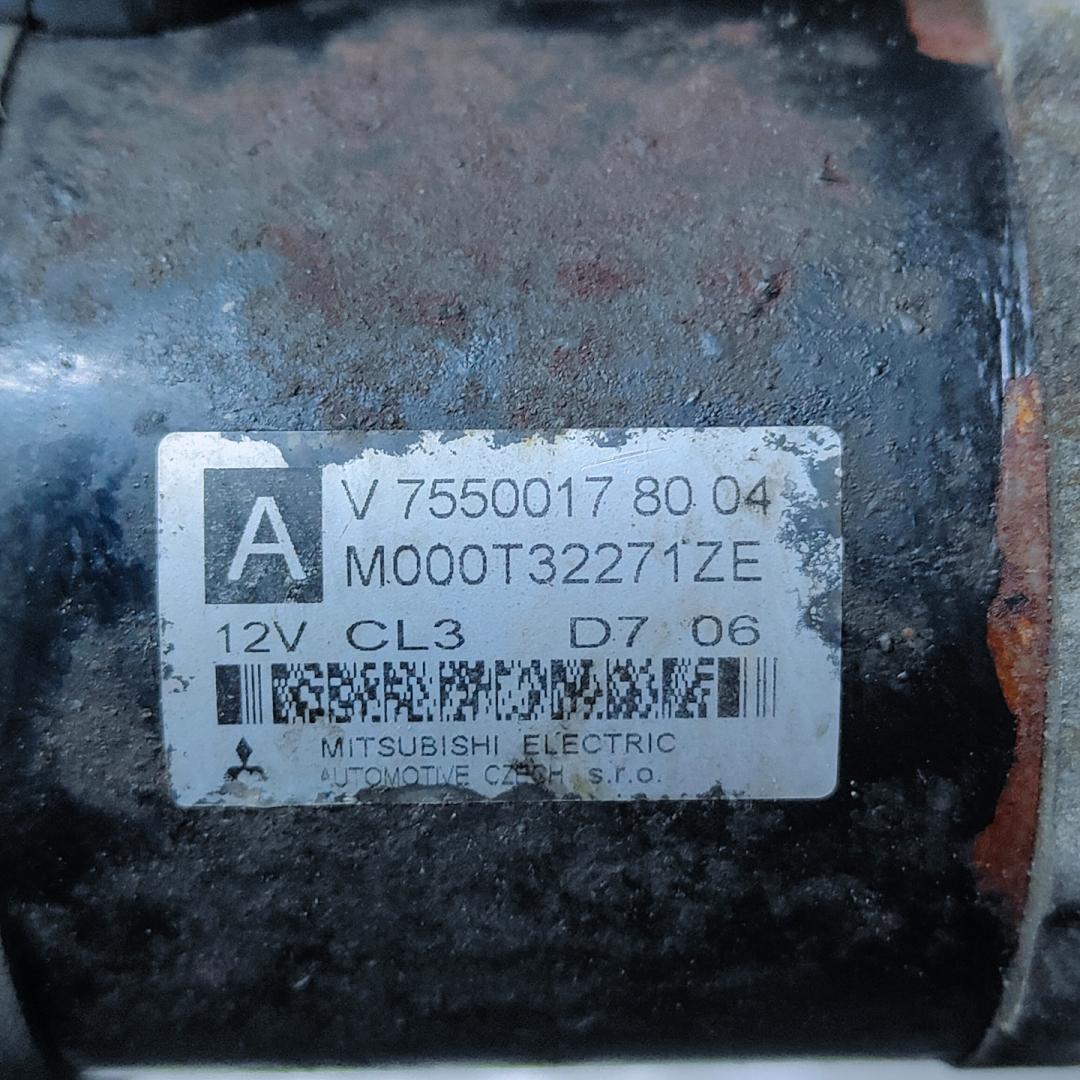 A
V 7550017 80 04
M000T32271ZE
12V CL3 D7 06
MITSUBISHI ELECTRIC
AUTOMOTIVE CZECH s.r.o.